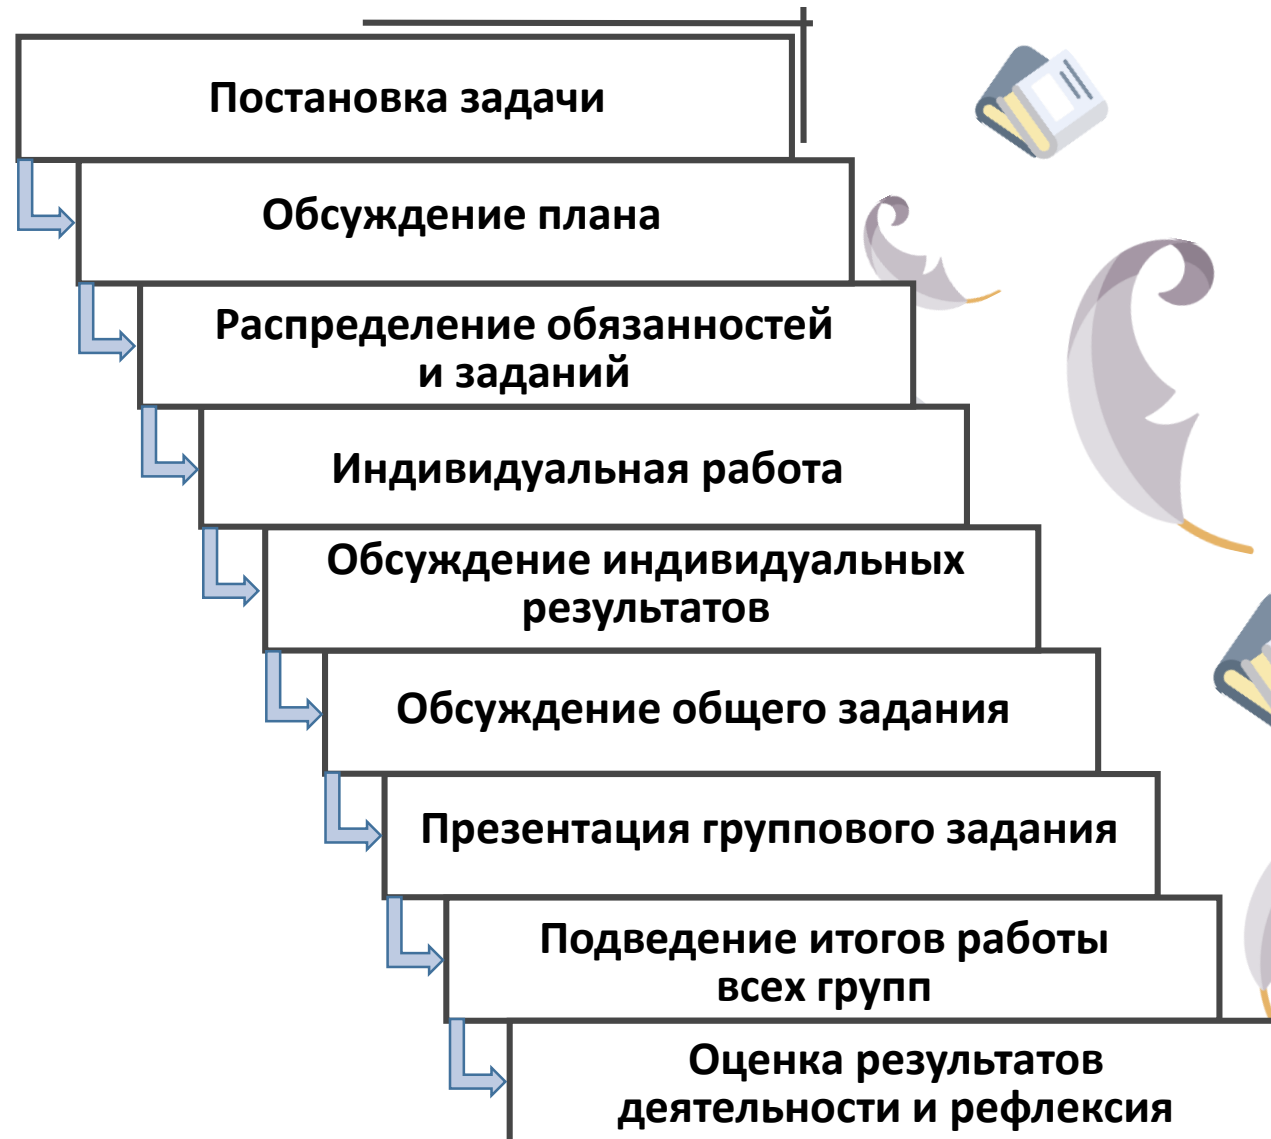 Постановка задачи
Обсуждение плана
Распределение обязанностей
и заданий
Индивидуальная работа
Обсуждение индивидуальных
результатов
Обсуждение общего задания
Презентация группового задания
Подведение итогов работы
всех групп
Оценка результатов
деятельности и рефлексия